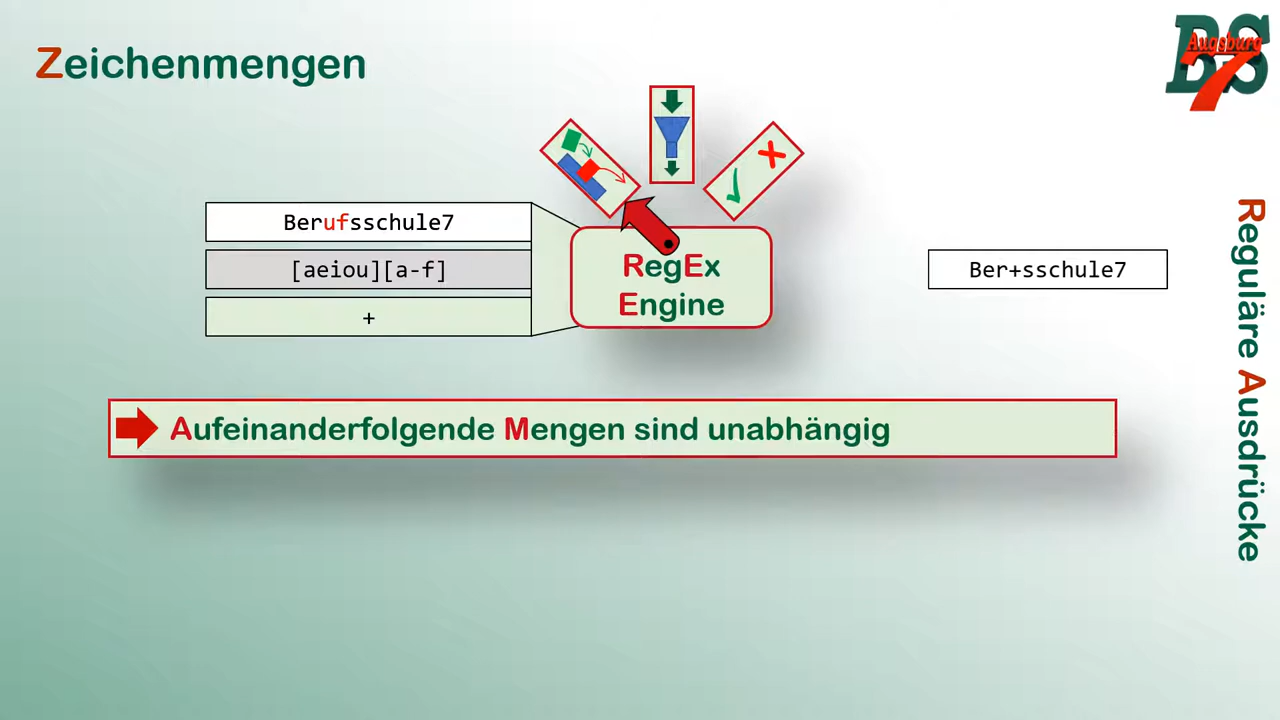 Zeichenmengen
BS
Augsburg
7
Berufsschule7
[aeiou][a-f]
+
RegEx
Engine
Ber+sschule7
Aufeinanderfolgende Mengen sind unabhängig
Reguläre Ausdrücke